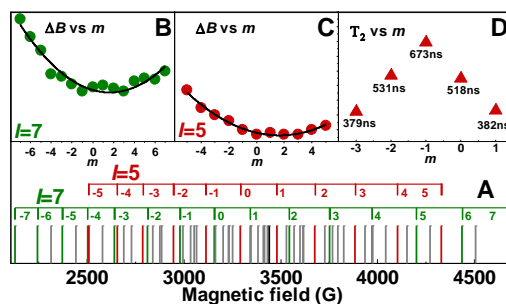 ΔB vs m B
I=7
-6 -4 -2 0 2 4 6
m
ΔB vs m C
I=5
-4 -2 0 2 4
m
T2 vs m D
673ns
531ns
518ns
379ns
382ns
-3 -2 -1 0 1
m
I=5 A
-5 -4 -3 -2 -1 0 1 2 3 4 5
I=7
-7 -6 -5 -4 -3 -2 -1 0 1 2 3 4 5 6 7
2500 3000 3500 4000 4500
Magnetic field (G)